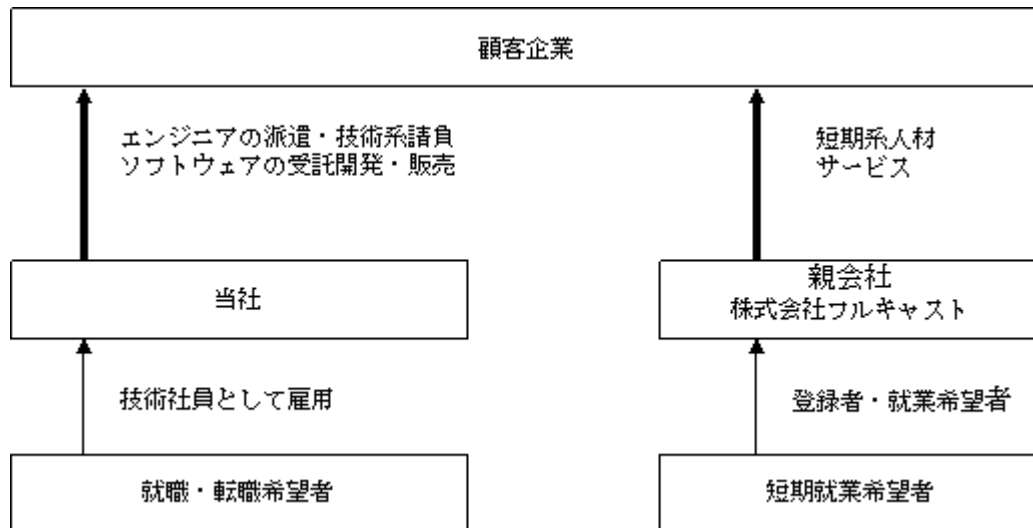 顧客企業
エンジニアの派遣・技術系請負
ソフトウェアの受託開発・販売
短期系人材
サービス
当社
親会社
株式会社フルキャスト
技術社員として雇用
登録者・就業希望者
就職・転職希望者
短期就業希望者